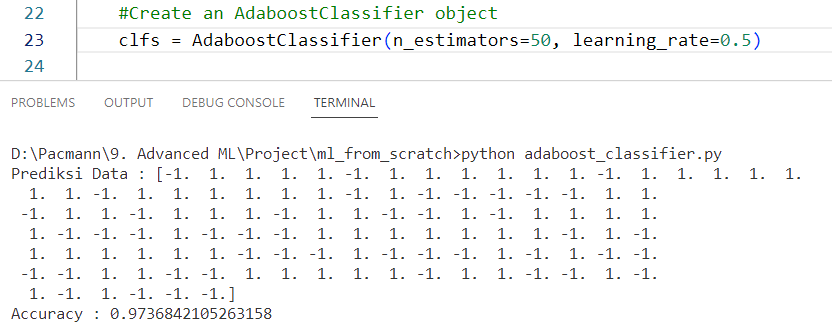 22 #Create an AdaboostClassifier object
23 clfs = AdaboostClassifier(n_estimators=50, learning_rate=0.5)
24
PROBLEMS OUTPUT DEBUG CONSOLE TERMINAL
D:\Pacmann\9. Advanced ML\Project\ml_from_scratch>python adaboost_classifier.py
Prediksi Data : [-1. 1. 1. 1. 1. -1. 1. 1. 1. 1. 1. 1. -1. 1. 1. 1. 1. 1.
1. 1. -1. 1. 1. 1. 1. 1. 1. -1. 1. -1. 1. -1. -1. -1. -1. -1. 1. 1.
-1. 1. 1. -1. 1. 1. 1. 1. -1. 1. -1. -1. 1. -1. -1. 1. 1. 1. 1. 1.
1. -1. -1. -1. 1. -1. -1. -1. 1. 1. 1. 1. 1. 1. 1. -1. 1. -1.
1. 1. 1. 1. 1. -1. -1. 1. -1. 1. -1. -1. -1. 1. -1. 1. 1. -1.
-1. -1. 1. 1. -1. -1. 1. 1. 1. 1. 1. -1. 1. 1. -1. -1. 1. -1.
1. -1. 1. -1. -1. -1.]
Accuracy : 0.9736842105263158